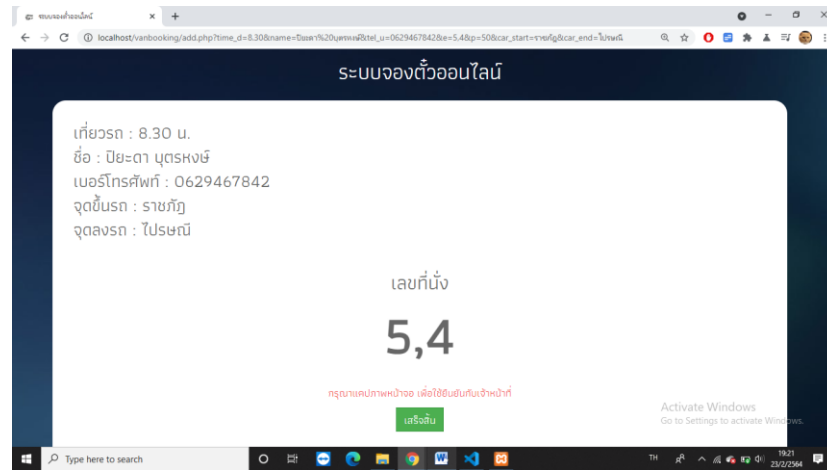 ระบบจองตั๋วออนไลน์
localhost/vanbooking/add.php?time_d=8.30&name=ปิยะดา%20บุตรหงษ์&tel_u=0629467842&e=5,4&p=50&car_start=ราชภัฏ&car_end=ไปรษณี
ระบบจองตั๋วออนไลน์
เที่ยวรถ : 8.30 น.
ชื่อ : ปิยะดา บุตรหงษ์
เบอร์โทรศัพท์ : 0629467842
จุดขึ้นรถ : ราชภัฏ
จุดลงรถ : ไปรษณี
เลขที่นั่ง
5,4
กรุณาแคปภาพหน้าจอ เพื่อใช้ยืนยันกับเจ้าหน้าที่
เสร็จสิ้น
Activate Windows
Go to Settings to activate Windows.
Type here to search
TH
19:21
23/2/2564